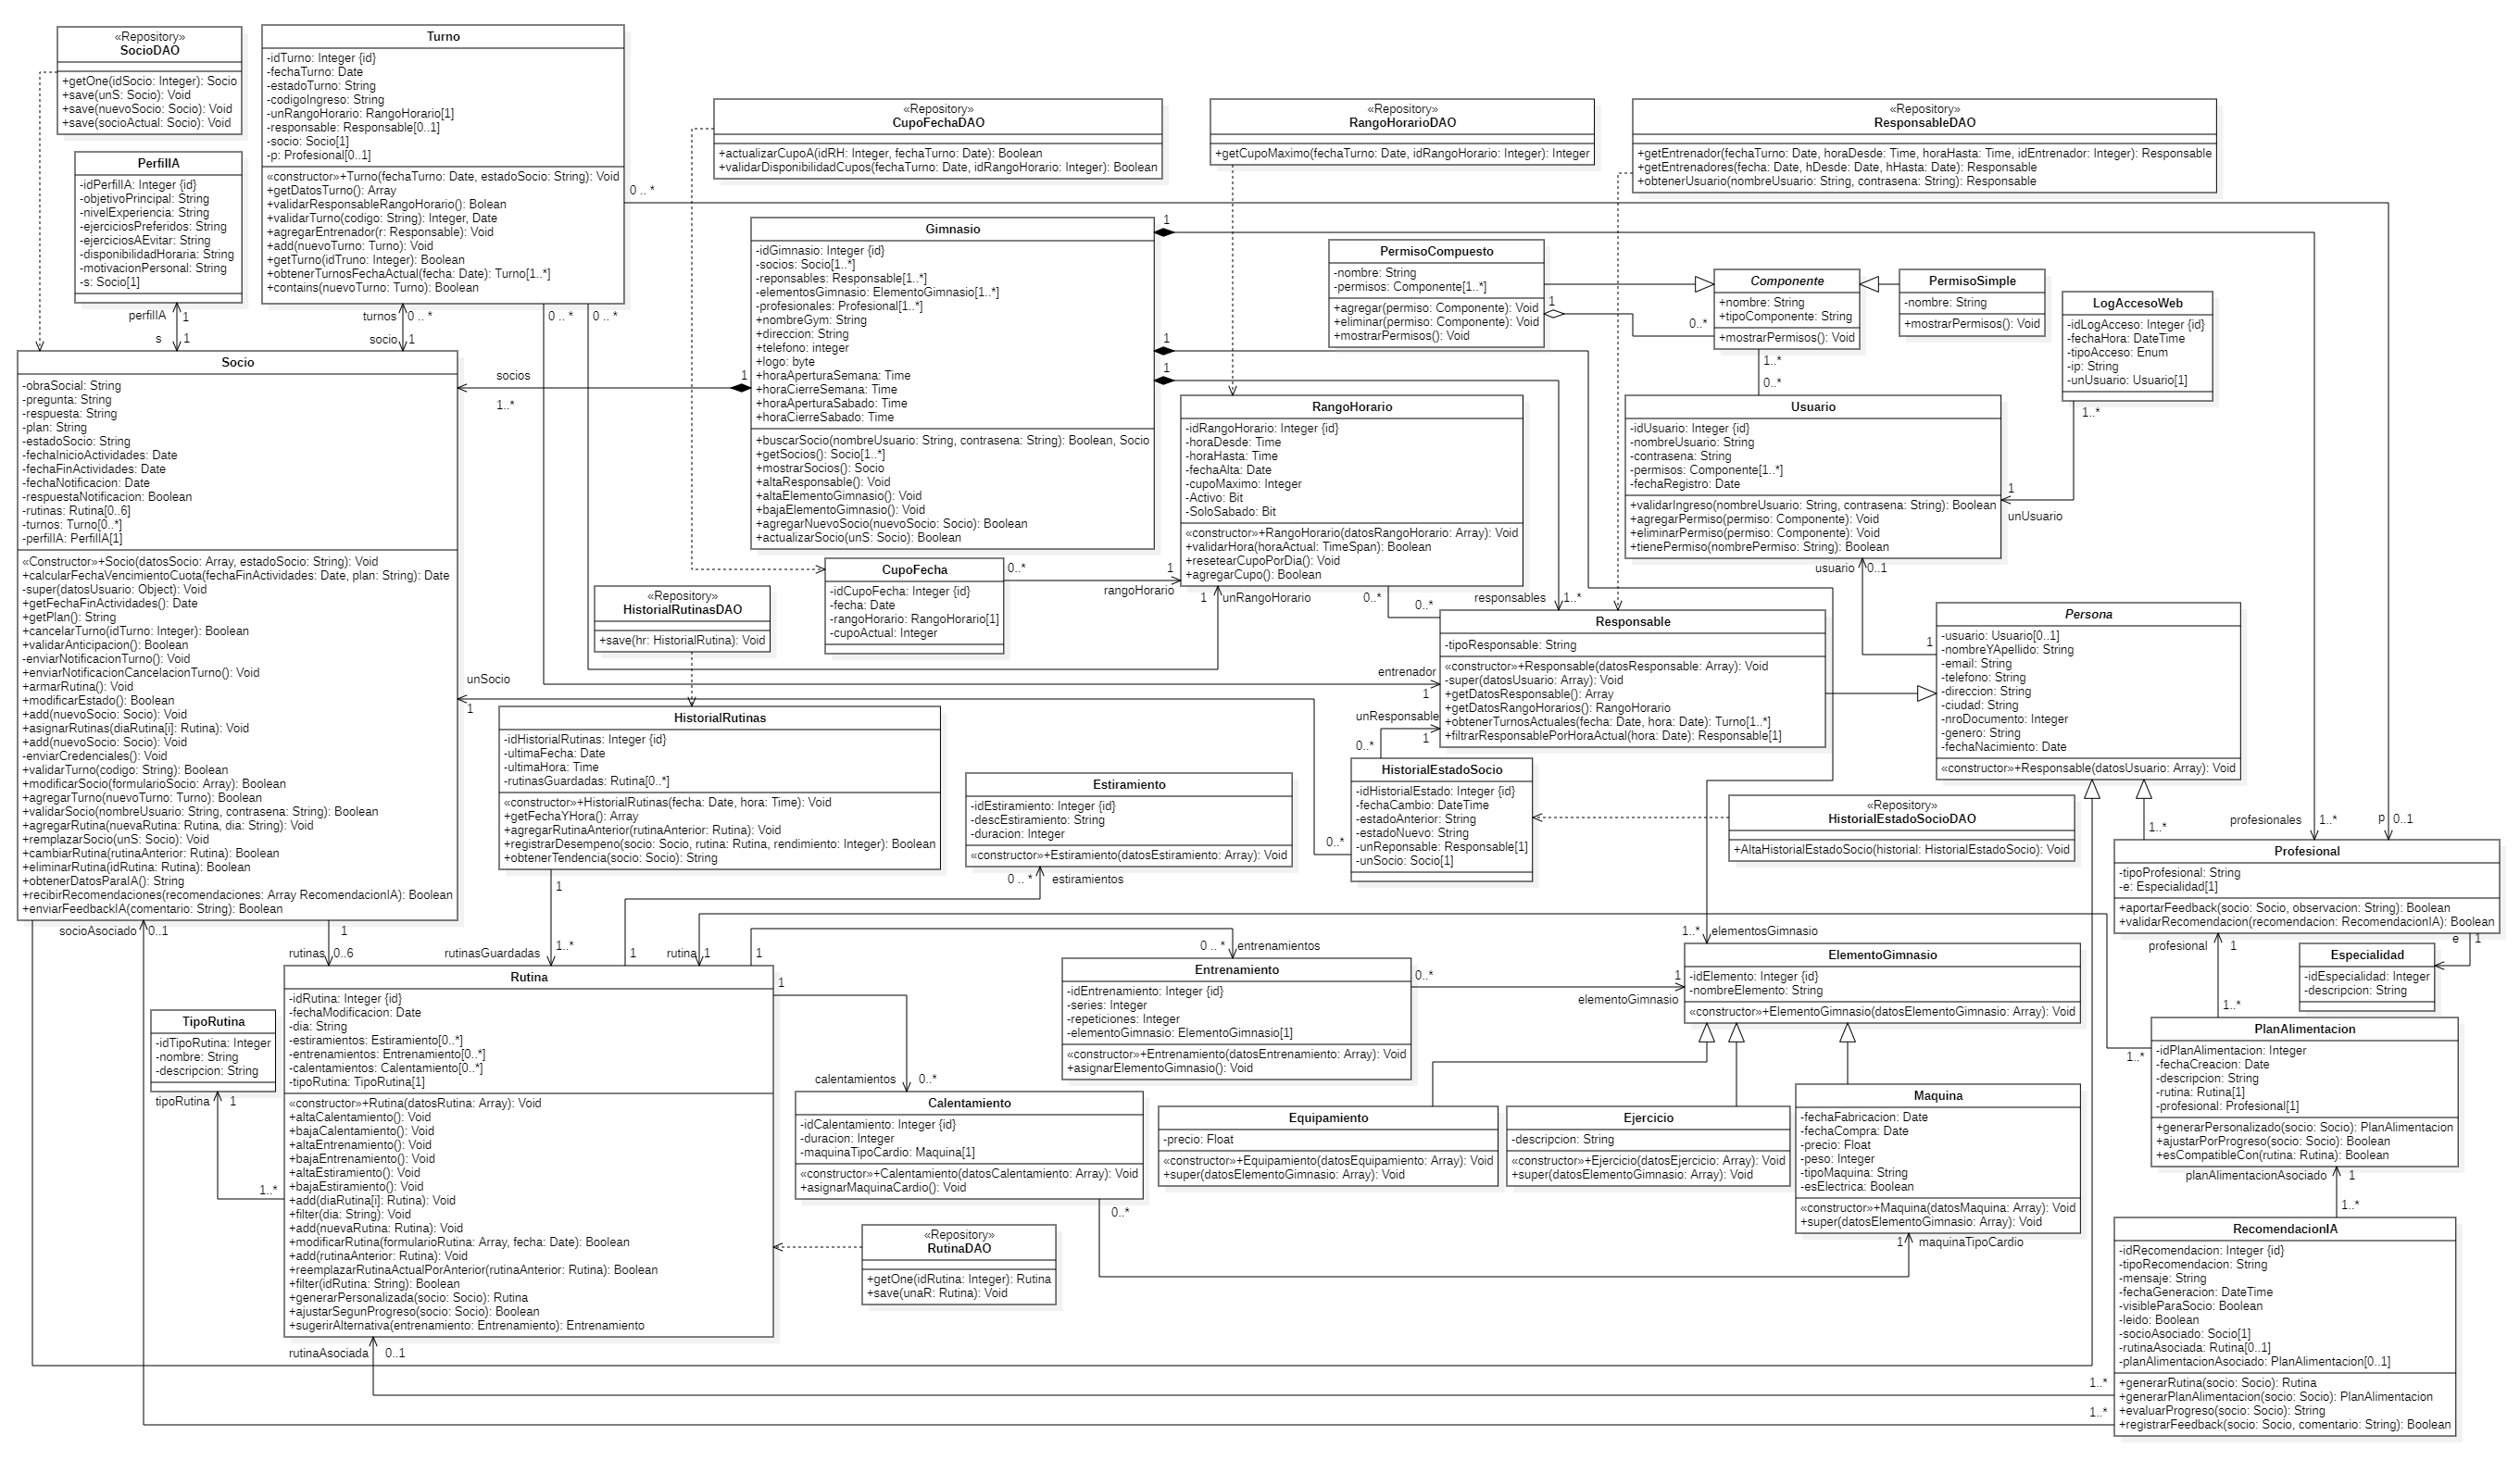 «Repository»
SocioDAO
+getOne(idSocio: Integer): Socio
+save(unS: Socio): Void
+save(nuevoSocio: Socio): Void
+save(socioActual: Socio): Void
Turno
-idTurno: Integer {id}
-fechaTurno: Date
-estadoTurno: String
-codigoIngreso: String
-unRangoHorario: RangoHorario[1]
-responsable: Responsable[0..1]
-socio: Socio[1]
-p: Profesional[0..1]
«constructor»+Turno(fechaTurno: Date, estadoSocio: String): Void
+getDatosTurno(): Array
+validarResponsableRangoHorario(): Bolean
+validarTurno(codigo: String): Integer, Date
+agregarEntrenador(r: Responsable): Void
+add(nuevoTurno: Turno): Void
+getTurno(idTruno: Integer): Boolean
+obtenerTurnosFechaActual(fecha: Date): Turno[1..*]
+contains(nuevoTurno: Turno): Boolean
PerfilIA
-idPerfilIA: Integer {id}
-objetivoPrincipal: String
-nivelExperiencia: String
-ejerciciosPreferidos: String
-ejerciciosAEvitar: String
-disponibilidadHoraria: String
-motivacionPersonal: String
-s: Socio[1]
«Repository»
CupoFechaDAO
+actualizarCupoA(idRH: Integer, fechaTurno: Date): Boolean
+validarDisponibilidadCupos(fechaTurno: Date, idRangoHorario: Integer): Boolean
«Repository»
RangoHorarioDAO
+getCupoMaximo(fechaTurno: Date, idRangoHorario: Integer): Integer
«Repository»
ResponsableDAO
+getEntrenador(fechaTurno: Date, horaDesde: Time, horaHasta: Time, idEntrenador: Integer): Responsable
+getEntrenadores(fecha: Date, hDesde: Date, hHasta: Date): Responsable
+obtenerUsuario(nombreUsuario: String, contrasena: String): Responsable
0 .. *
Gimnasio
-idGimnasio: Integer {id}
-socios: Socio[1..*]
-reponsables: Responsable[1..*]
-elementosGimnasio: ElementoGimnasio[1..*]
-profesionales: Profesional[1..*]
+nombreGym: String
+direccion: String
+telefono: integer
+logo: byte
+horaAperturaSemana: Time
+horaCierreSemana: Time
+horaAperturaSabado: Time
+horaCierreSabado: Time
+buscarSocio(nombreUsuario: String, contrasena: String): Boolean, Socio
+getSocios(): Socio[1..*]
+mostrarSocios(): Socio
+altaResponsable(): Void
+altaElementoGimnasio(): Void
+bajaElementoGimnasio(): Void
+agregarNuevoSocio(nuevoSocio: Socio): Boolean
+actualizarSocio(unS: Socio): Boolean
1
1
1
1
socios
1..*
PermisoCompuesto
-nombre: String
-permisos: Componente[1..*]
+agregar(permiso: Componente): Void
+eliminar(permiso: Componente): Void
+mostrarPermisos(): Void
1
0..*
Componente
+nombre: String
+tipoComponente: String
+mostrarPermisos(): Void
PermisoSimple
-nombre: String
+mostrarPermisos(): Void
LogAccesoWeb
-idLogAcceso: Integer {id}
-fechaHora: DateTime
-tipoAcceso: Enum
-ip: String
-unUsuario: Usuario[1]
1..*
1..*
0..*
perfilIA
1
s
1
turnos
0 .. *
socio
1
0 .. *
0 .. *
Socio
-obraSocial: String
-pregunta: String
-respuesta: String
-plan: String
-estadoSocio: String
-fechaInicioActividades: Date
-fechaFinActividades: Date
-fechaNotificacion: Date
-respuestaNotificacion: Boolean
-rutinas: Rutina[0..6]
-turnos: Turno[0..*]
-perfilIA: PerfilIA[1]
«Constructor»+Socio(datosSocio: Array, estadoSocio: String): Void
+calcularFechaVencimientoCuota(fechaFinActividades: Date, plan: String): Date
-super(datosUsuario: Object): Void
+getFechaFinActividades(): Date
+getPlan(): String
+cancelarTurno(idTurno: Integer): Boolean
+validarAnticipacion(): Boolean
-enviarNotificacionTurno(): Void
+enviarNotificacionCancelacionTurno(): Void
+armarRutina(): Void
+modificarEstado(): Boolean
+add(nuevoSocio: Socio): Void
+asignarRutinas(diaRutina[i]: Rutina): Void
+add(nuevoSocio: Socio): Void
-enviarCredenciales(): Void
+validarTurno(codigo: String): Boolean
+modificarSocio(formularioSocio: Array): Boolean
+agregarTurno(nuevoTurno: Turno): Boolean
+validarSocio(nombreUsuario: String, contrasena: String): Boolean
+agregarRutina(nuevaRutina: Rutina, dia: String): Void
+remplazarSocio(unS: Socio): Void
+cambiarRutina(rutinaAnterior: Rutina): Boolean
+eliminarRutina(idRutina: Rutina): Boolean
+obtenerDatosParaIA(): String
+recibirRecomendaciones(recomendaciones: Array RecomendacionIA): Boolean
+enviarFeedbackIA(comentario: String): Boolean
RangoHorario
-idRangoHorario: Integer {id}
-horaDesde: Time
-horaHasta: Time
-fechaAlta: Date
-cupoMaximo: Integer
-Activo: Bit
-SoloSabado: Bit
«constructor»+RangoHorario(datosRangoHorario: Array): Void
+validarHora(horaActual: TimeSpan): Boolean
+resetearCupoPorDia(): Void
+agregarCupo(): Boolean
Usuario
-idUsuario: Integer {id}
-nombreUsuario: String
-contrasena: String
-permisos: Componente[1..*]
-fechaRegistro: Date
+validarIngreso(nombreUsuario: String, contrasena: String): Boolean
+agregarPermiso(permiso: Componente): Void
+eliminarPermiso(permiso: Componente): Void
+tienePermiso(nombrePermiso: String): Boolean
1
unUsuario
usuario
0..1
CupoFecha
-idCupoFecha: Integer {id}
-fecha: Date
-rangoHorario: RangoHorario[1]
-cupoActual: Integer
0..*
1
rangoHorario
1
unRangoHorario
0..*
0..*
responsables
1..*
«Repository»
HistorialRutinasDAO
+save(hr: HistorialRutina): Void
Responsable
-tipoResponsable: String
«constructor»+Responsable(datosResponsable: Array): Void
-super(datosUsuario: Array): Void
+getDatosResponsable(): Array
+getDatosRangoHorarios(): RangoHorario
+obtenerTurnosActuales(fecha: Date, hora: Date): Turno[1..*]
+filtrarResponsablePorHoraActual(hora: Date): Responsable[1]
Persona
-usuario: Usuario[0..1]
-nombreYApellido: String
-email: String
-telefono: String
-direccion: String
-ciudad: String
-nroDocumento: Integer
-genero: String
-fechaNacimiento: Date
«constructor»+Responsable(datosUsuario: Array): Void
1
unSocio
1
entrenador
1
unResponsable
1
0..*
HistorialRutinas
-idHistorialRutinas: Integer {id}
-ultimaFecha: Date
-ultimaHora: Time
-rutinasGuardadas: Rutina[0..*]
«constructor»+HistorialRutinas(fecha: Date, hora: Time): Void
+getFechaYHora(): Array
+agregarRutinaAnterior(rutinaAnterior: Rutina): Void
+registrarDesempeno(socio: Socio, rutina: Rutina, rendimiento: Integer): Boolean
+obtenerTendencia(socio: Socio): String
Estiramiento
-idEstiramiento: Integer {id}
-descEstiramiento: String
-duracion: Integer
«constructor»+Estiramiento(datosEstiramiento: Array): Void
0 .. *
estiramientos
HistorialEstadoSocio
-idHistorialEstado: Integer {id}
-fechaCambio: DateTime
-estadoAnterior: String
-estadoNuevo: String
-unReponsable: Responsable[1]
-unSocio: Socio[1]
0..*
«Repository»
HistorialEstadoSocioDAO
+AltaHistorialEstadoSocio(historial: HistorialEstadoSocio): Void
1..*
profesionales
1..*
p
0..1
Profesional
-tipoProfesional: String
-e: Especialidad[1]
+aportarFeedback(socio: Socio, observacion: String): Boolean
+validarRecomendacion(recomendacion: RecomendacionIA): Boolean
profesional
1
e
1
Especialidad
-idEspecialidad: Integer
-descripcion: String
socioAsociado
0..1
1
rutinas
0..6
1
rutinasGuardadas
1..*
1
rutina
1
1
1
0 .. *
entrenamientos
1..*
elementosGimnasio
Rutina
-idRutina: Integer {id}
-fechaModificacion: Date
-dia: String
-estiramientos: Estiramiento[0..*]
-entrenamientos: Entrenamiento[0..*]
-calentamientos: Calentamiento[0..*]
-tipoRutina: TipoRutina[1]
«constructor»+Rutina(datosRutina: Array): Void
+altaCalentamiento(): Void
+bajaCalentamiento(): Void
+altaEntrenamiento(): Void
+bajaEntrenamiento(): Void
+altaEstiramiento(): Void
+bajaEstiramiento(): Void
+add(diaRutina[i]: Rutina): Void
+filter(dia: String): Void
+add(nuevaRutina: Rutina): Void
+modificarRutina(formularioRutina: Array, fecha: Date): Boolean
+add(rutinaAnterior: Rutina): Void
+reemplazarRutinaActualPorAnterior(rutinaAnterior: Rutina): Boolean
+filter(idRutina: String): Boolean
+generarPersonalizada(socio: Socio): Rutina
+ajustarSegunProgreso(socio: Socio): Boolean
+sugerirAlternativa(entrenamiento: Entrenamiento): Entrenamiento
TipoRutina
-idTipoRutina: Integer
-nombre: String
-descripcion: String
tipoRutina
1
1..*
Entrenamiento
-idEntrenamiento: Integer {id}
-series: Integer
-repeticiones: Integer
-elementoGimnasio: ElementoGimnasio[1]
«constructor»+Entrenamiento(datosEntrenamiento: Array): Void
+asignarElementoGimnasio(): Void
0..*
1
elementoGimnasio
ElementoGimnasio
-idElemento: Integer {id}
-nombreElemento: String
«constructor»+ElementoGimnasio(datosElementoGimnasio: Array): Void
calentamientos
0..*
Calentamiento
-idCalentamiento: Integer {id}
-duracion: Integer
-maquinaTipoCardio: Maquina[1]
«constructor»+Calentamiento(datosCalentamiento: Array): Void
+asignarMaquinaCardio(): Void
0..*
Equipamiento
-precio: Float
«constructor»+Equipamiento(datosEquipamiento: Array): Void
+super(datosElementoGimnasio: Array): Void
Ejercicio
-descripcion: String
«constructor»+Ejercicio(datosEjercicio: Array): Void
+super(datosElementoGimnasio: Array): Void
Maquina
-fechaFabricacion: Date
-fechaCompra: Date
-precio: Float
-peso: Integer
-tipoMaquina: String
-esElectrica: Boolean
«constructor»+Maquina(datosMaquina: Array): Void
+super(datosElementoGimnasio: Array): Void
1
maquinaTipoCardio
1..*
1..*
PlanAlimentacion
-idPlanAlimentacion: Integer
-fechaCreacion: Date
-descripcion: String
-rutina: Rutina[1]
-profesional: Profesional[1]
+generarPersonalizado(socio: Socio): PlanAlimentacion
+ajustarPorProgreso(socio: Socio): Boolean
+esCompatibleCon(rutina: Rutina): Boolean
planAlimentacionAsociado
1
1..*
«Repository»
RutinaDAO
+getOne(idRutina: Integer): Rutina
+save(unaR: Rutina): Void
RecomendacionIA
-idRecomendacion: Integer {id}
-tipoRecomendacion: String
-mensaje: String
-fechaGeneracion: DateTime
-visibleParaSocio: Boolean
-leido: Boolean
-socioAsociado: Socio[1]
-rutinaAsociada: Rutina[0..1]
-planAlimentacionAsociado: PlanAlimentacion[0..1]
+generarRutina(socio: Socio): Rutina
+generarPlanAlimentacion(socio: Socio): PlanAlimentacion
+evaluarProgreso(socio: Socio): String
+registrarFeedback(socio: Socio, comentario: String): Boolean
rutinaAsociada
0..1
1..*
1..*